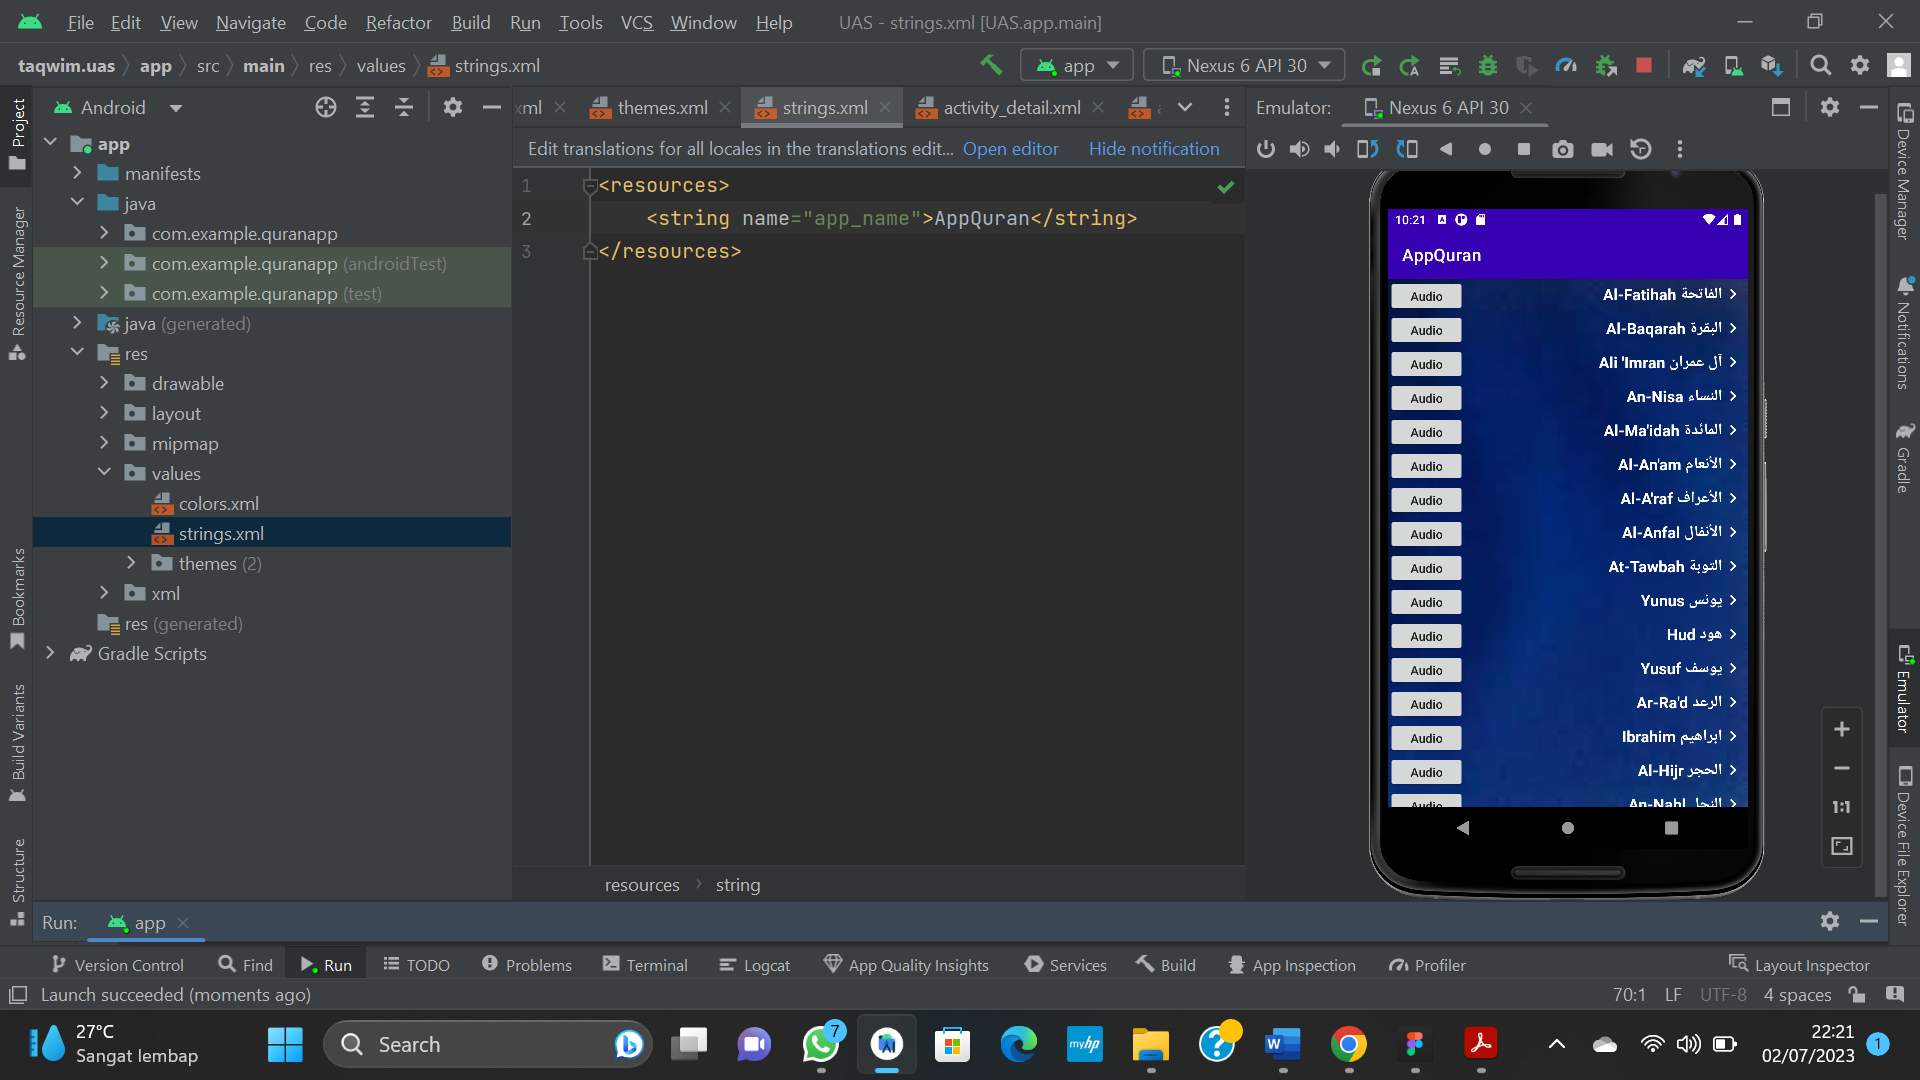 File Edit View Navigate Code Refactor Build Run Tools VCS Window Help UAS - strings.xml [UAS.app.main]
taqwim.uas app src main res values strings.xml app Nexus 6 API 30
Android xml themes.xml strings.xml activity_detail.xml Emulator: Nexus 6 API 30
Edit translations for all locales in the translations edit... Open editor Hide notification
Project
Resource Manager
Bookmarks
Build Variants
Structure
app
manifests
java
com.example.quranapp
com.example.quranapp (androidTest)
com.example.quranapp (test)
java (generated)
res
drawable
layout
mipmap
values
colors.xml
strings.xml
themes (2)
xml
res (generated)
Gradle Scripts
1 <resources>
2 <string name="app_name">AppQuran</string>
3 </resources>
resources string
10:21
AppQuran
Audio Al-Fatihah الفاتحة
Audio Al-Baqarah البقرة
Audio Ali 'Imran آل عمران
Audio An-Nisa النساء
Audio Al-Ma'idah المائدة
Audio Al-An'am الأنعام
Audio Al-A'raf الأعراف
Audio Al-Anfal الأنفال
Audio At-Tawbah التوبة
Audio Yunus يونس
Audio Hud هود
Audio Yusuf يوسف
Audio Ar-Ra'd الرعد
Audio Ibrahim ابراهيم
Audio Al-Hijr الحجر
Audio An-Nahl النحل
1:1
Device Manager
Notifications
Gradle
Emulator
Device File Explorer
Run: app
Version Control Find Run TODO Problems Terminal Logcat App Quality Insights Services Build App Inspection Profiler Layout Inspector
Launch succeeded (moments ago) 70:1 LF UTF-8 4 spaces
27°C
Sangat lembap
Search
myhp
7
22:21
02/07/2023
1